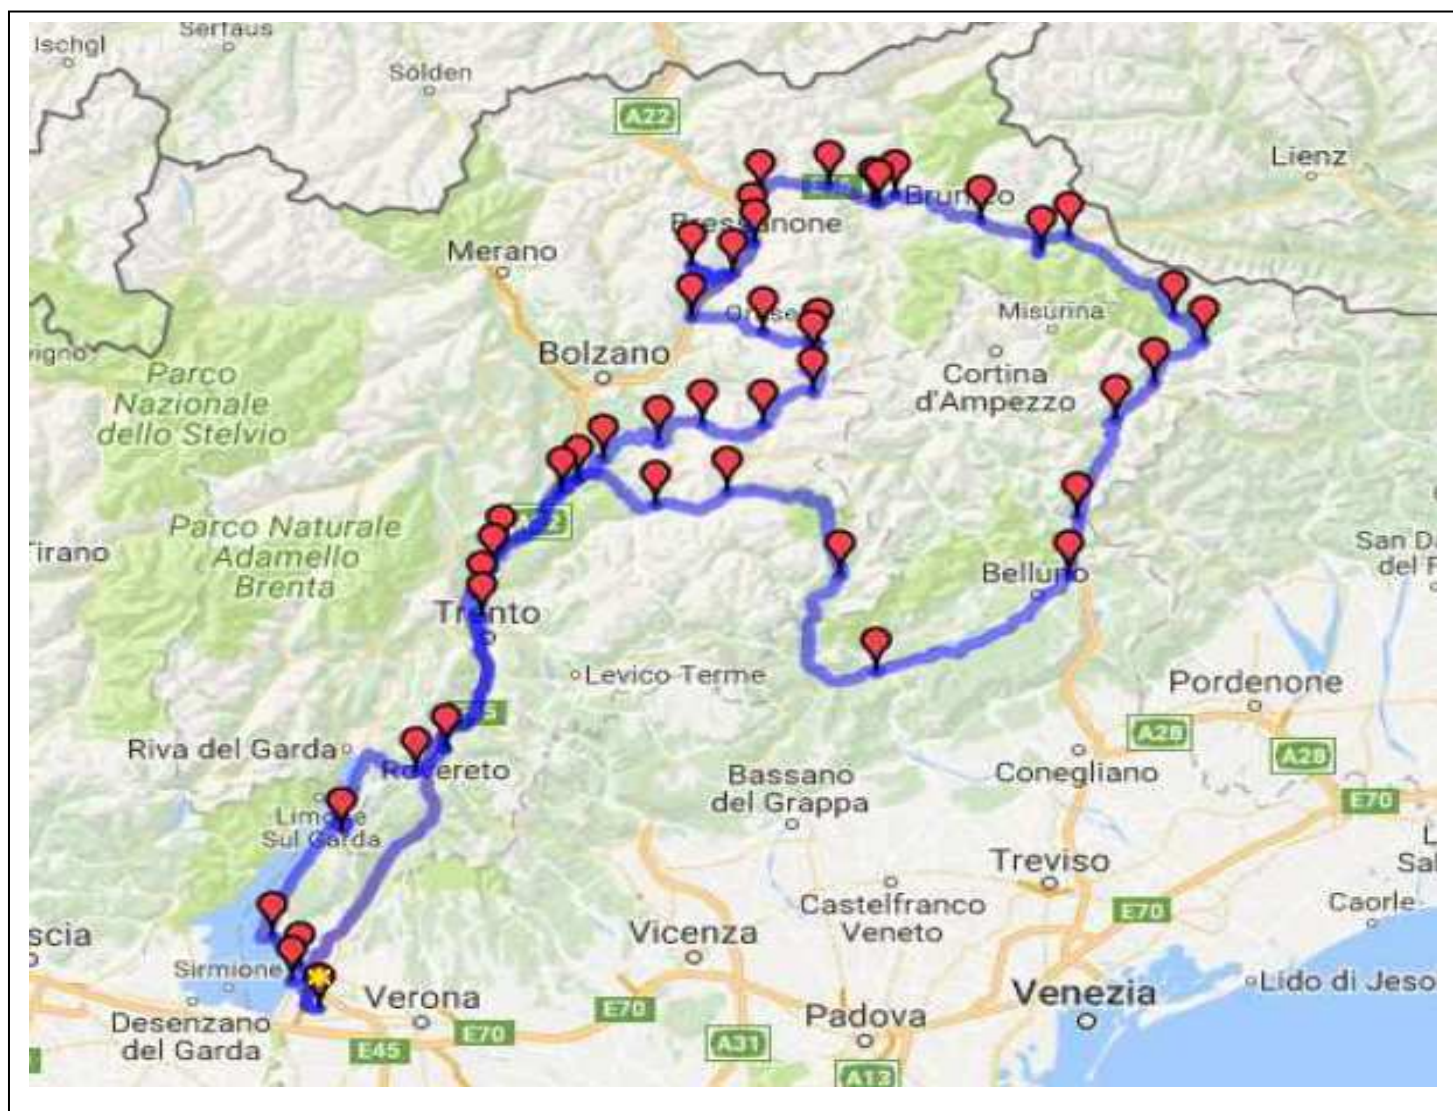 Serfaus
Ischgl
Sölden
A22
Lienz
Brunico
Bressanone
Merano
Misurina
Bolzano
Cortina
d'Ampezzo
Parco
Nazionale
dello Stelvio
Parco Naturale
Adamello
Brenta
Tirano
San Da
del F
Belluno
Trento
Levico Terme
Pordenone
Riva del Garda
A28
Rovereto
Conegliano
A28
Bassano
del Grappa
E70
Limone
Sul Garda
Treviso
L
Sal
Castelfranco
Veneto
E70
Caorle
scia
Vicenza
Sirmione
Lido di Jeso
Verona
Venezia
E70
Padova
Desenzano
del Garda
E70
E45
A31
A13